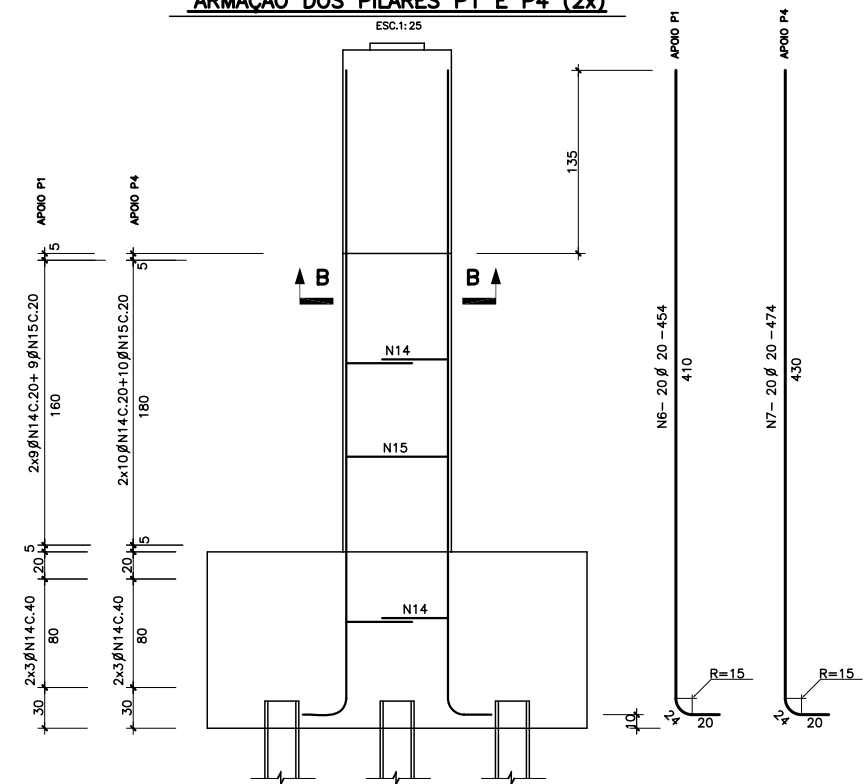 ARMAÇÃO DOS PILARES P1 E P4 (2x)
ESC.1:25
APOIO P1
APOIO P4
135
APOIO P1
APOIO P4
5
5
B
B
2x9ØN14C.20+ 9ØN15C.20
160
2x10ØN14C.20+10ØN15C.20
180
N14
N15
N6– 20 Ø 20 –454
410
N7– 20 Ø 20 –474
430
5
5
20
20
2x3ØN14C.40
80
2x3ØN14C.40
80
N14
30
30
10
R=15
24
20
R=15
24
20